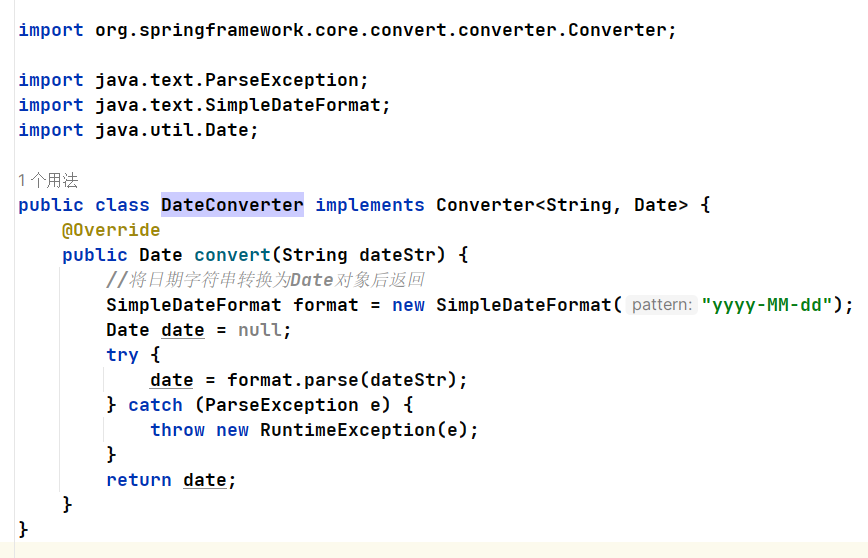 import org.springframework.core.convert.converter.Converter;
import java.text.ParseException;
import java.text.SimpleDateFormat;
import java.util.Date;
1 个用法
public class DateConverter implements Converter<String, Date> {
@Override
public Date convert(String dateStr) {
//将日期字符串转换为Date对象后返回
SimpleDateFormat format = new SimpleDateFormat( pattern: "yyyy-MM-dd");
Date date = null;
try {
date = format.parse(dateStr);
} catch (ParseException e) {
throw new RuntimeException(e);
}
return date;
}
}